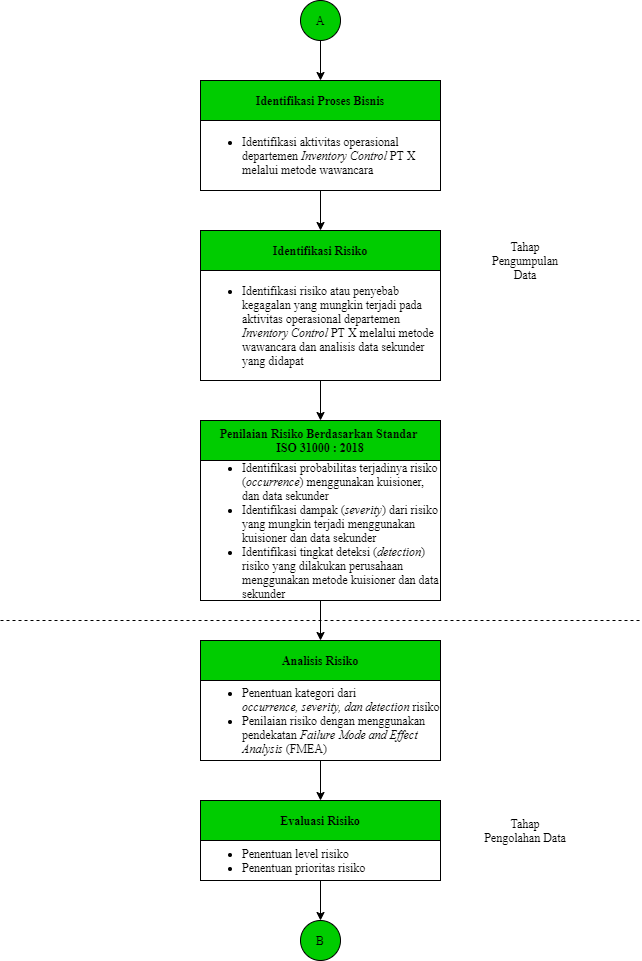 A
Identifikasi Proses Bisnis
• Identifikasi aktivitas operasional
departemen Inventory Control PT X
melalui metode wawancara
Identifikasi Risiko
Tahap
Pengumpulan
Data
• Identifikasi risiko atau penyebab
kegagalan yang mungkin terjadi pada
aktivitas operasional departemen
Inventory Control PT X melalui metode
wawancara dan analisis data sekunder
yang didapat
Penilaian Risiko Berdasarkan Standar
ISO 31000 : 2018
• Identifikasi probabilitas terjadinya risiko
(occurrence) menggunakan kuisioner,
dan data sekunder
• Identifikasi dampak (severity) dari risiko
yang mungkin terjadi menggunakan
kuisioner dan data sekunder
• Identifikasi tingkat deteksi (detection)
risiko yang dilakukan perusahaan
menggunakan metode kuisioner dan data
sekunder
Analisis Risiko
• Penentuan kategori dari
occurrence, severity, dan detection risiko
• Penilaian risiko dengan menggunakan
pendekatan Failure Mode and Effect
Analysis (FMEA)
Evaluasi Risiko
Tahap
Pengolahan Data
• Penentuan level risiko
• Penentuan prioritas risiko
B